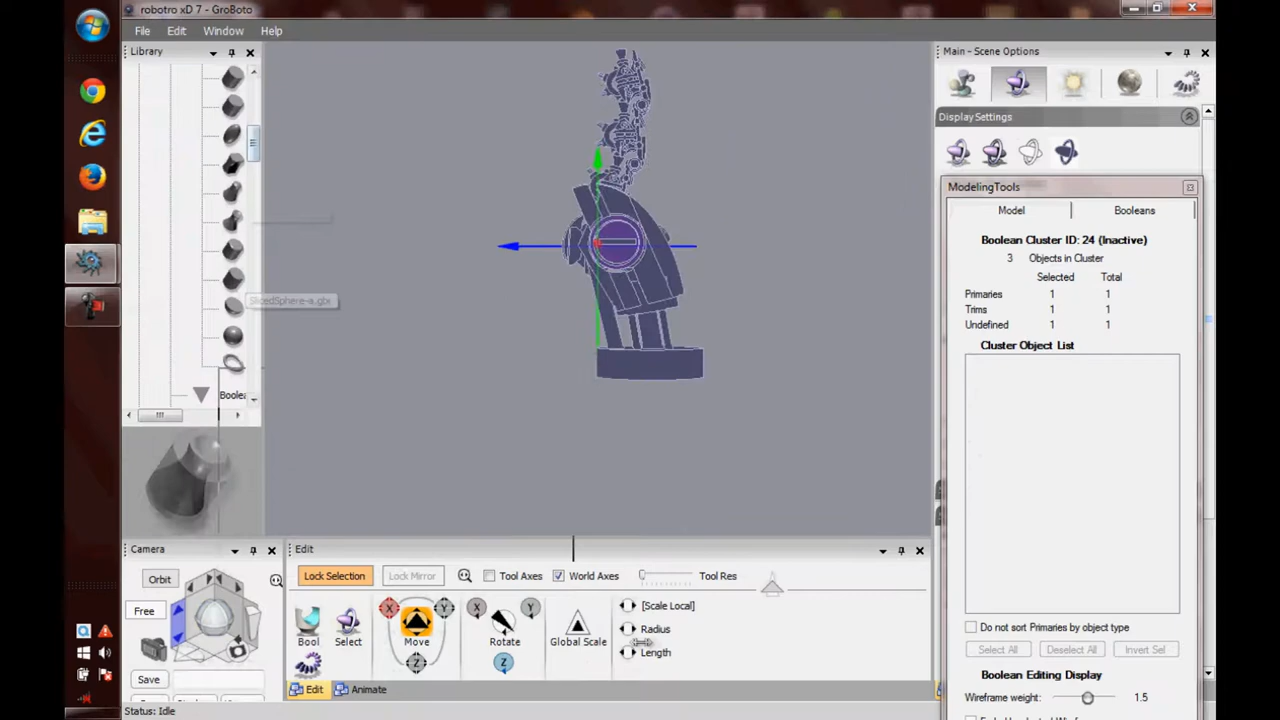 robotro xD 7 - GroBoto
File Edit Window Help
Library
Main - Scene Options
DisplaySettings
ModelingTools
Model Booleans
Boolean Cluster ID: 24 (Inactive)
3 Objects in Cluster
Selected Total
Primaries 1 1
Trims 1 1
Undefined 1 1
Cluster Object List
SlicedSphere-a.gbx
Boolea
Camera
Edit
Orbit
Lock Selection Lock Mirror Tool Axes World Axes Tool Res
Free
X Y X Y
[Scale Local]
Radius
Bool Select Move Rotate Global Scale
Length
Z Z
Do not sort Primaries by object type
Select All Deselect All Invert Sel
Boolean Editing Display
Wireframe weight: 1.5
Save
Edit Animate
Status: Idle